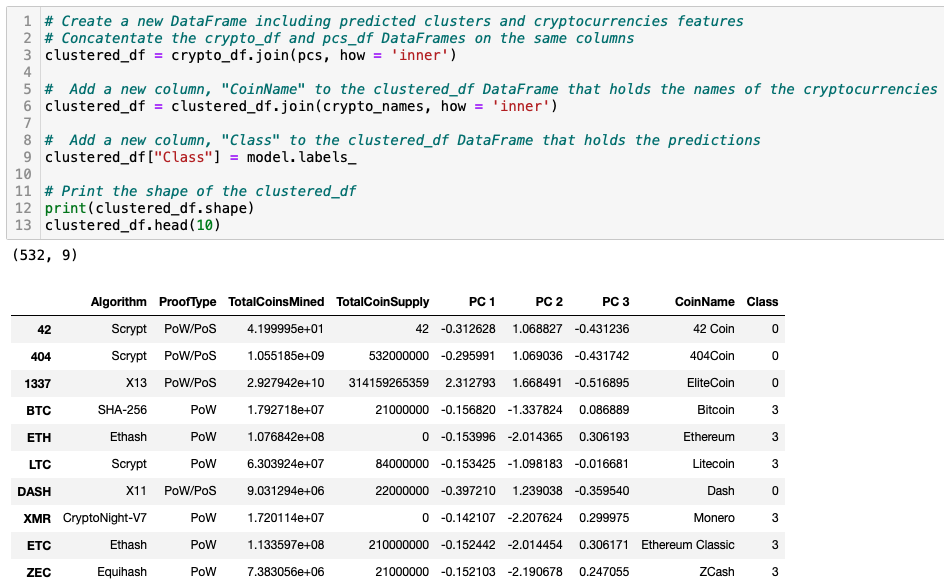 1 # Create a new DataFrame including predicted clusters and cryptocurrencies features
2 # Concatentate the crypto_df and pcs_df DataFrames on the same columns
3 clustered_df = crypto_df.join(pcs, how = 'inner')
4
5 #  Add a new column, "CoinName" to the clustered_df DataFrame that holds the names of the cryptocurrencies
6 clustered_df = clustered_df.join(crypto_names, how = 'inner')
7
8 #  Add a new column, "Class" to the clustered_df DataFrame that holds the predictions
9 clustered_df["Class"] = model.labels_
10
11 # Print the shape of the clustered_df
12 print(clustered_df.shape)
13 clustered_df.head(10)
(532, 9)
Algorithm ProofType TotalCoinsMined TotalCoinSupply PC 1 PC 2 PC 3 CoinName Class
42 Scrypt PoW/PoS 4.199995e+01 42 -0.312628 1.068827 -0.431236 42 Coin 0
404 Scrypt PoW/PoS 1.055185e+09 532000000 -0.295991 1.069036 -0.431742 404Coin 0
1337 X13 PoW/PoS 2.927942e+10 314159265359 2.312793 1.668491 -0.516895 EliteCoin 0
BTC SHA-256 PoW 1.792718e+07 21000000 -0.156820 -1.337824 0.086889 Bitcoin 3
ETH Ethash PoW 1.076842e+08 0 -0.153996 -2.014365 0.306193 Ethereum 3
LTC Scrypt PoW 6.303924e+07 84000000 -0.153425 -1.098183 -0.016681 Litecoin 3
DASH X11 PoW/PoS 9.031294e+06 22000000 -0.397210 1.239038 -0.359540 Dash 0
XMR CryptoNight-V7 PoW 1.720114e+07 0 -0.142107 -2.207624 0.299975 Monero 3
ETC Ethash PoW 1.133597e+08 210000000 -0.152442 -2.014454 0.306171 Ethereum Classic 3
ZEC Equihash PoW 7.383056e+06 21000000 -0.152103 -2.190678 0.247055 ZCash 3